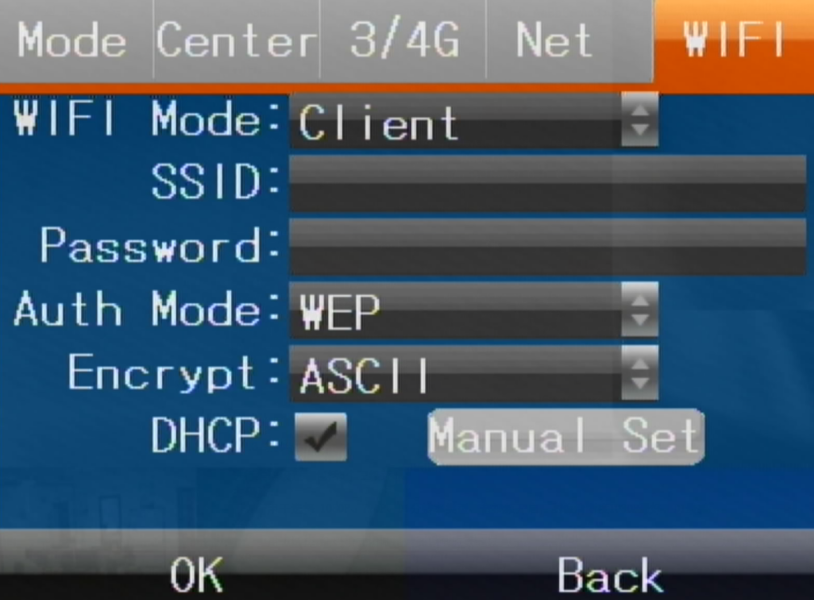 Mode Center 3/4G Net WIFI
WIFI Mode: Client
SSID:
Password:
Auth Mode: WEP
Encrypt: ASCII
DHCP: Manual Set
OK Back